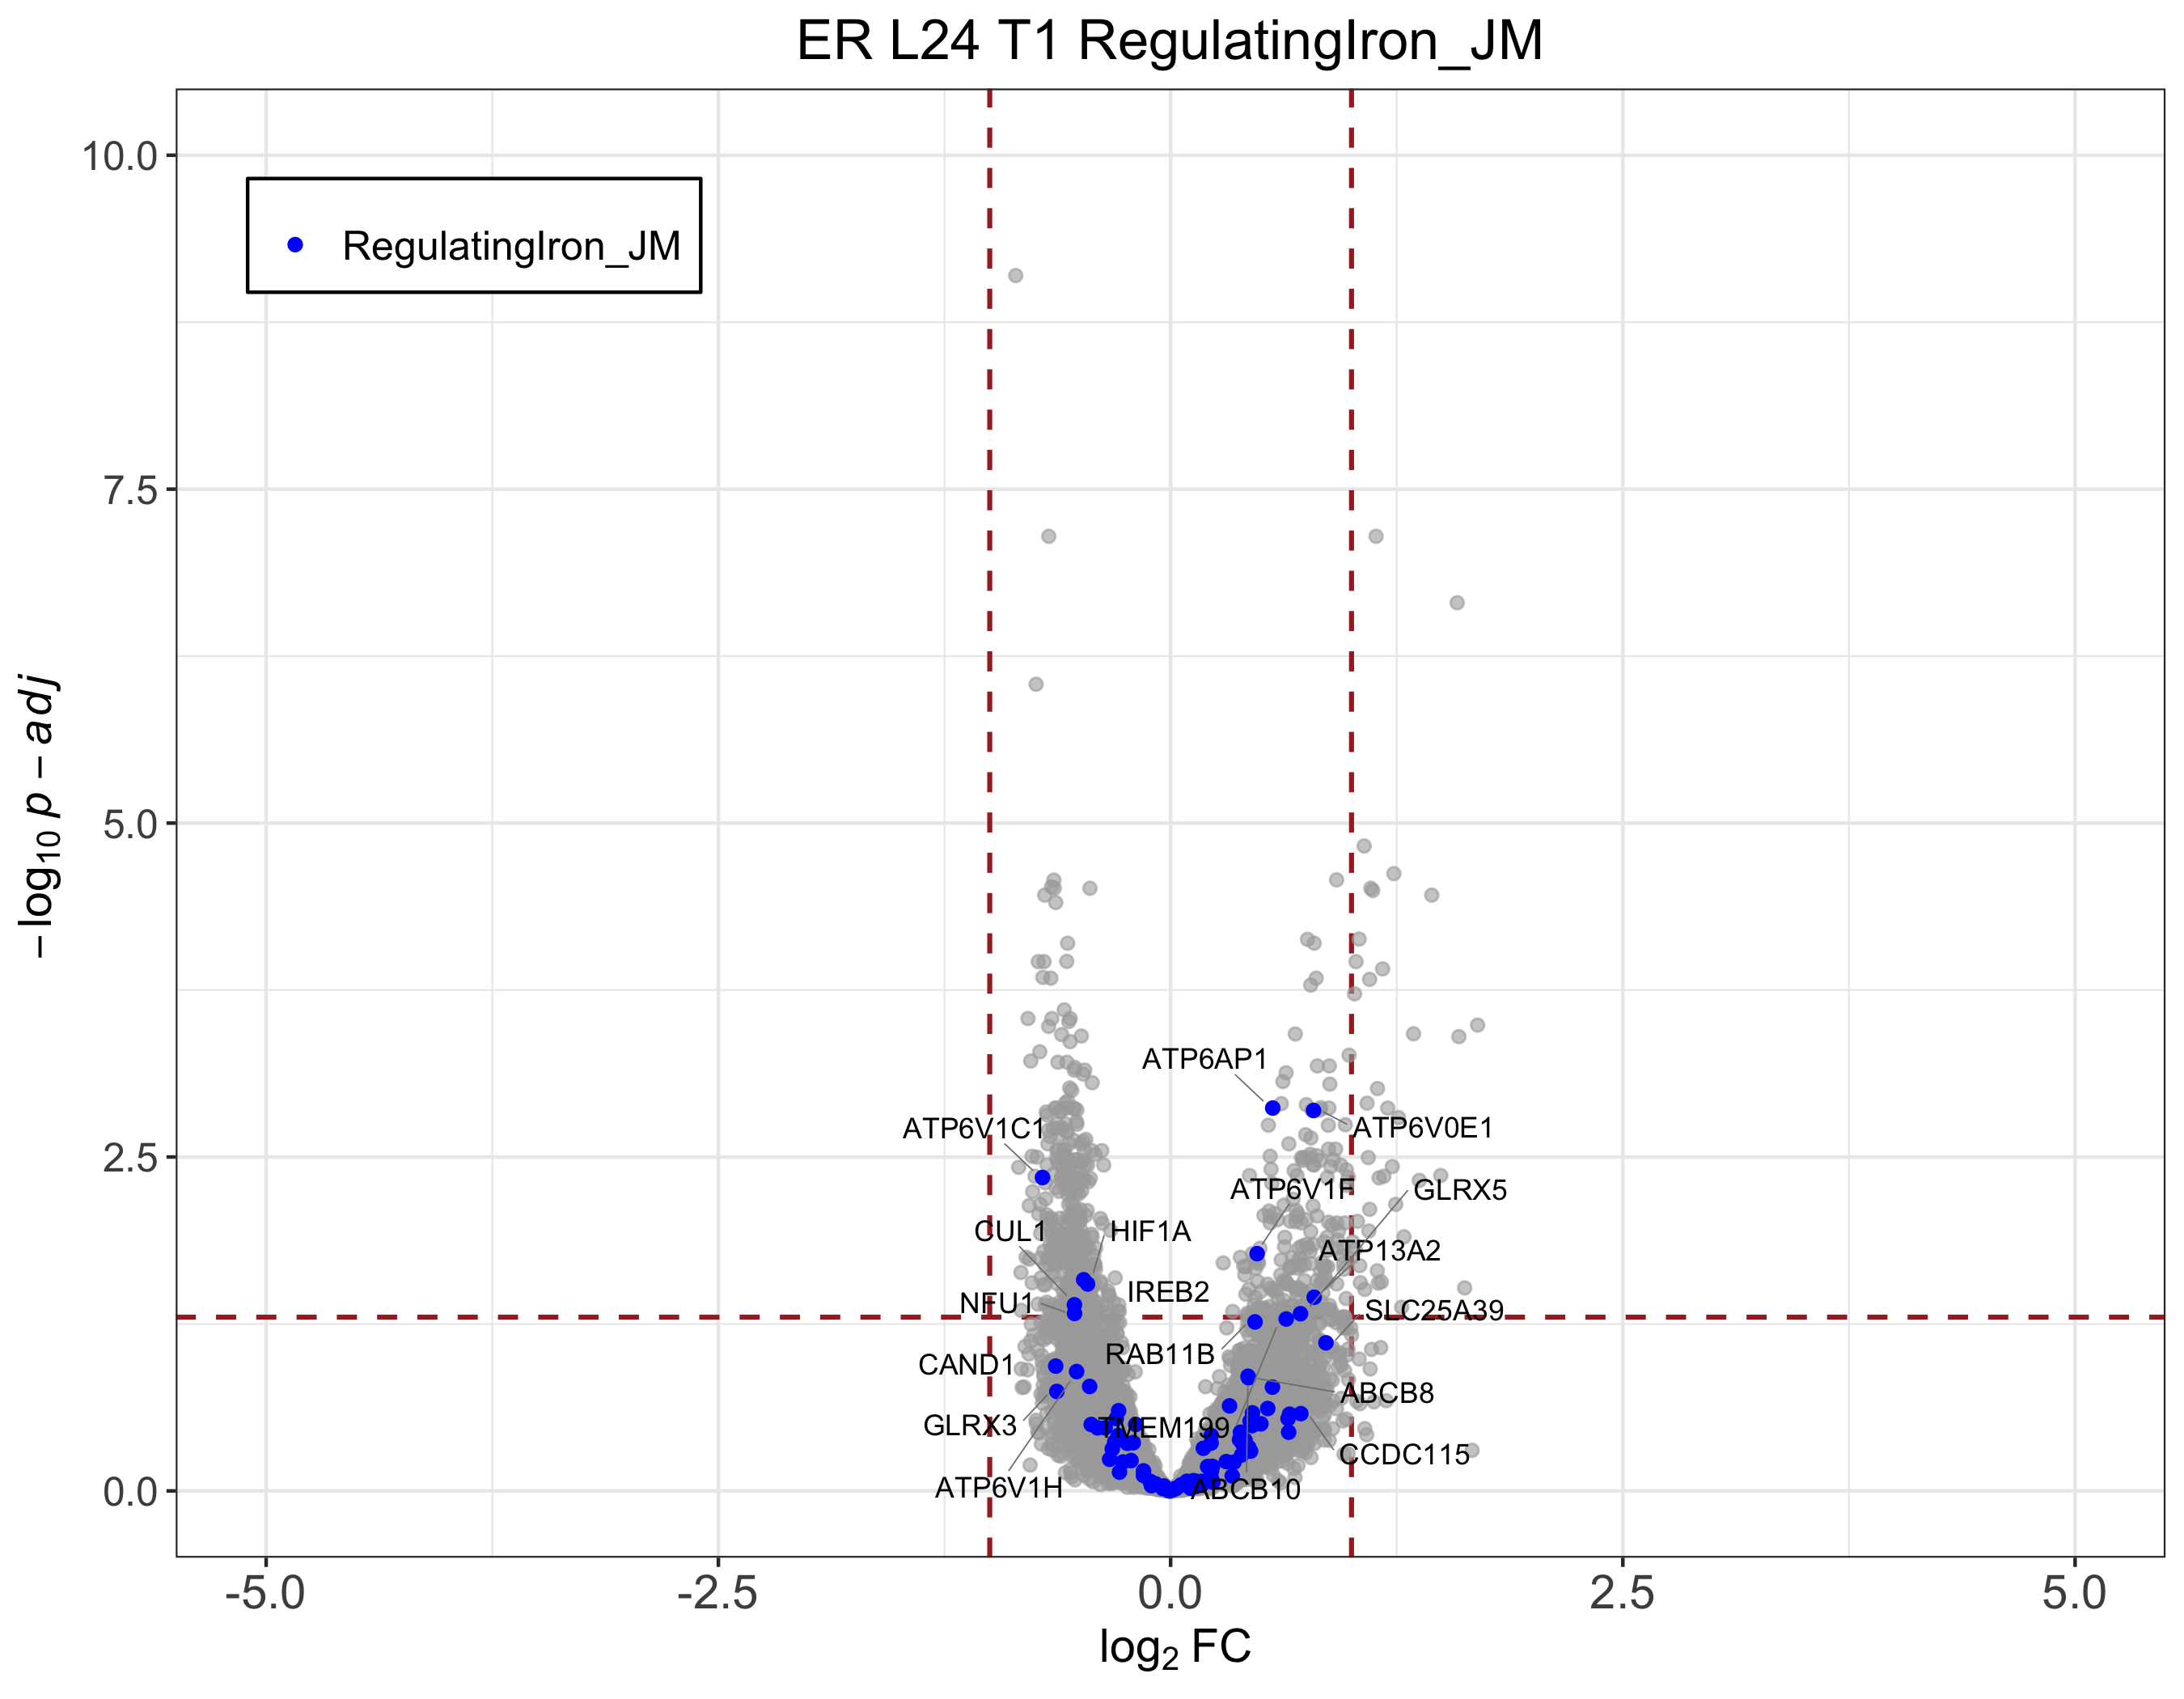 ER L24 T1 RegulatingIron_JM
10.0
RegulatingIron_JM
7.5
5.0
2.5
0.0
−log10 p − adj
ATP6AP1
ATP6V1C1
ATP6V0E1
ATP6V1F
GLRX5
CUL1
HIF1A
ATP13A2
IREB2
NFU1
SLC25A39
RAB11B
CAND1
ABCB8
GLRX3
TMEM199
CCDC115
ATP6V1H
ABCB10
-5.0
-2.5
0.0
2.5
5.0
log2 FC